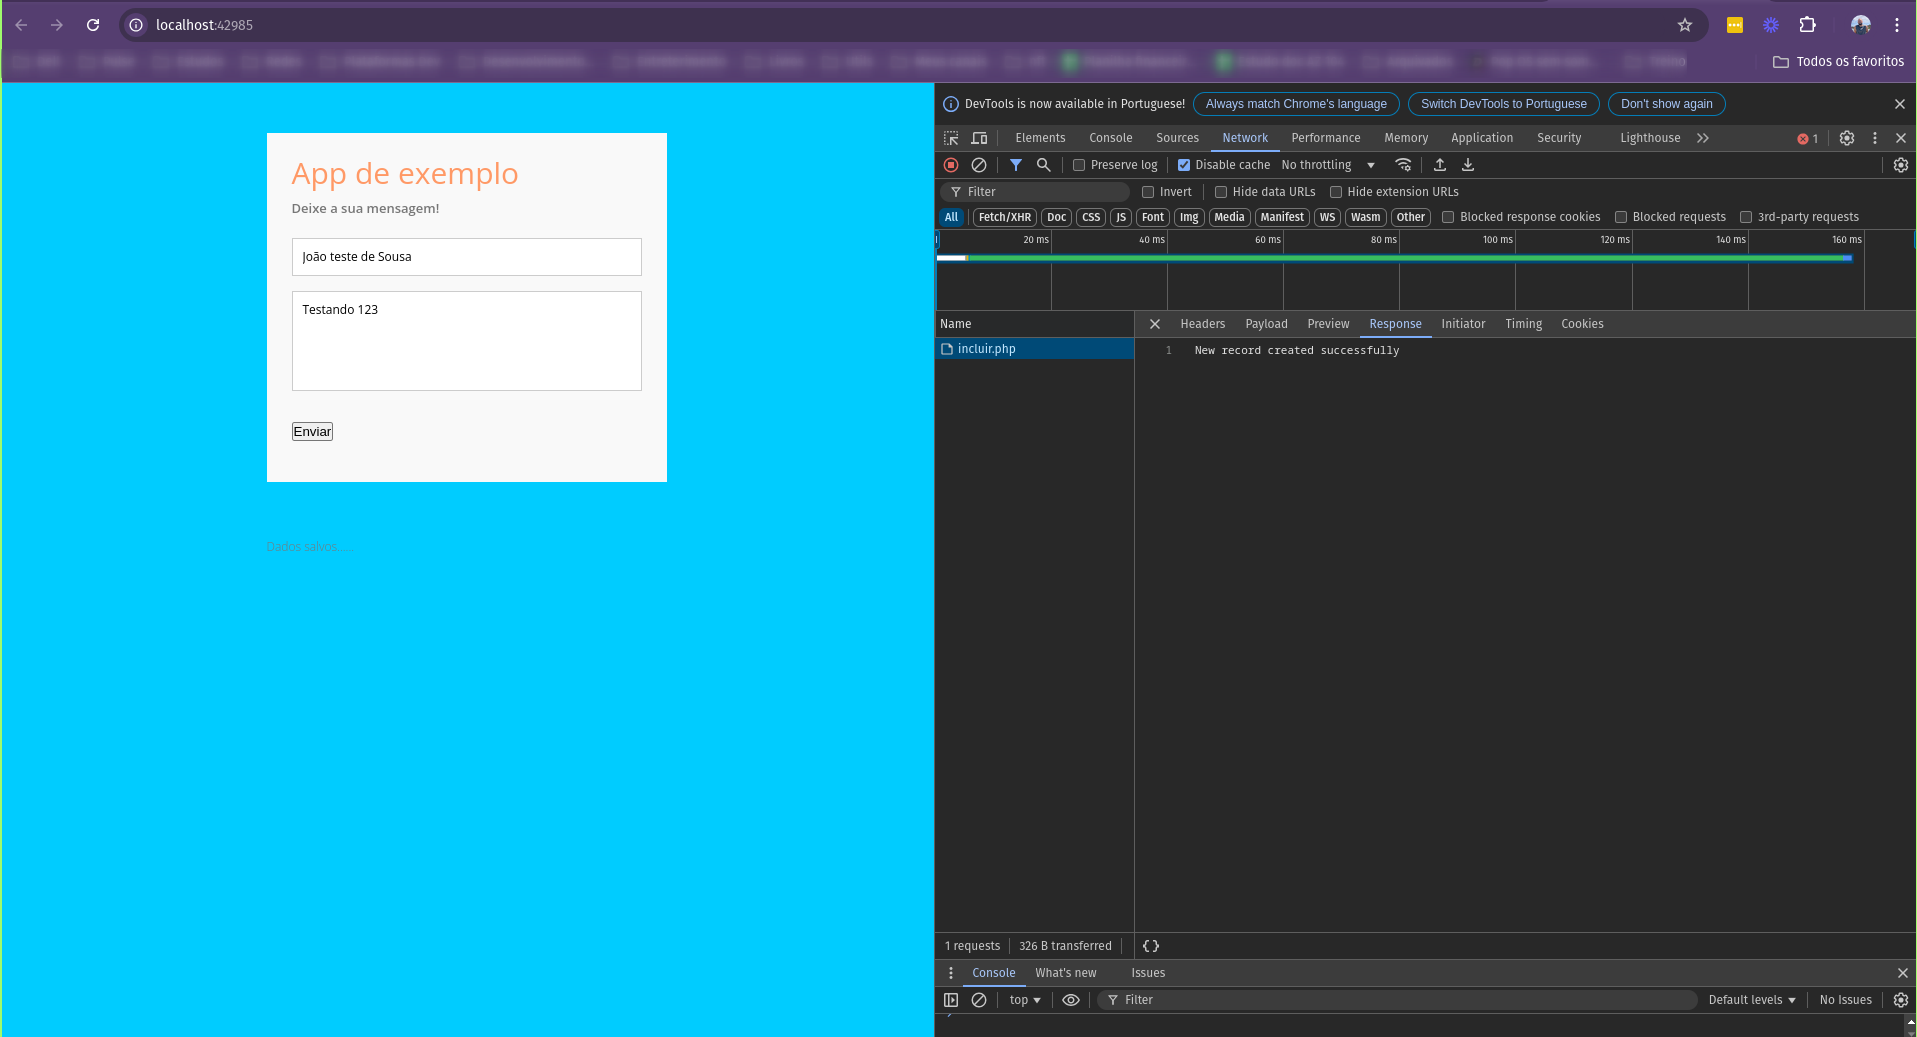 localhost:42985
Todos os favoritos
App de exemplo
Deixe a sua mensagem!
João teste de Sousa
Testando 123
Enviar
Dados salvos.....
DevTools is now available in Portuguese! Always match Chrome's language Switch DevTools to Portuguese Don't show again
Elements Console Sources Network Performance Memory Application Security Lighthouse 1
Preserve log Disable cache No throttling
Filter Invert Hide data URLs Hide extension URLs
All Fetch/XHR Doc CSS JS Font Img Media Manifest WS Wasm Other Blocked response cookies Blocked requests 3rd-party requests
20 ms 40 ms 60 ms 80 ms 100 ms 120 ms 140 ms 160 ms
Name Headers Payload Preview Response Initiator Timing Cookies
incluir.php 1 New record created successfully
1 requests 326 B transferred {}
Console What's new Issues
top Filter Default levels No Issues